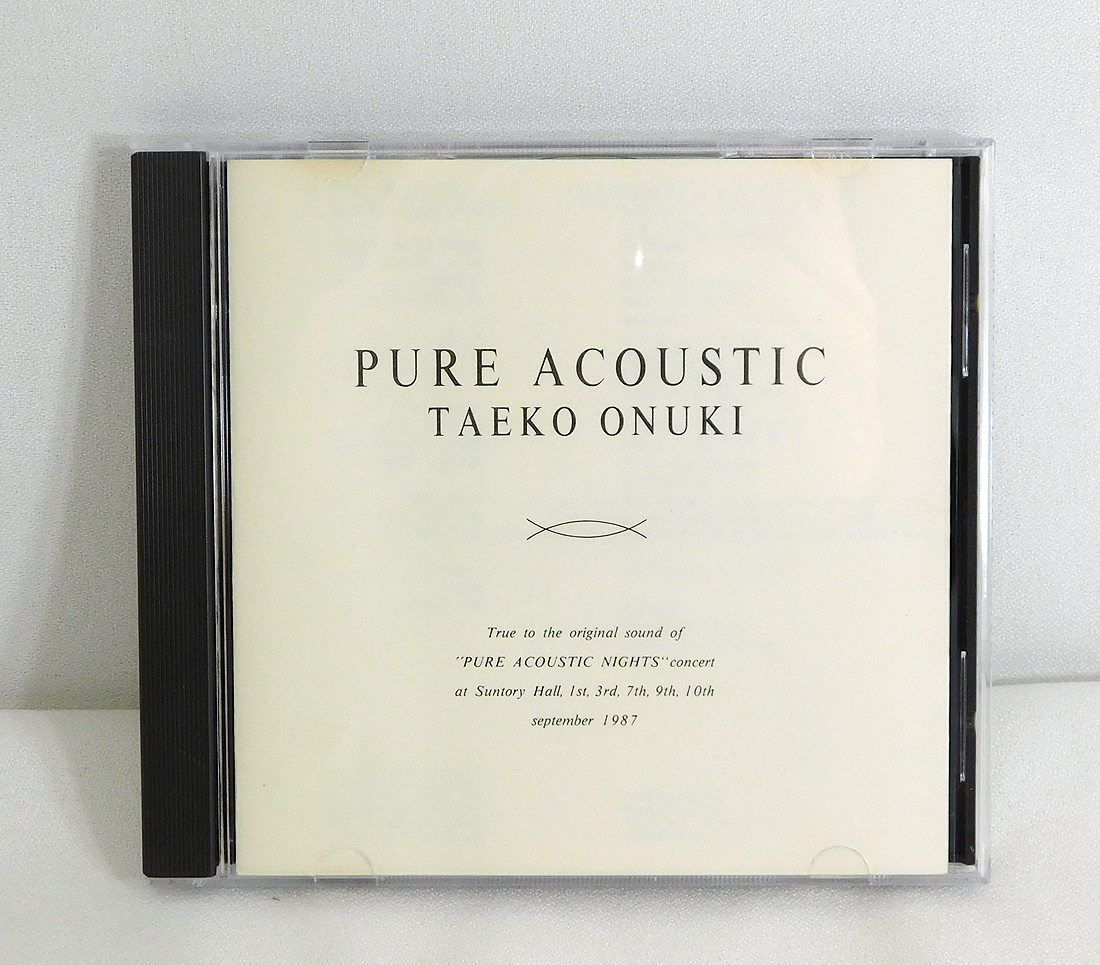 PURE ACOUSTIC
TAEKO ONUKI
True to the original sound of
"PURE ACOUSTIC NIGHTS" concert
at Suntory Hall, 1st, 3rd, 7th, 9th, 10th
september 1987